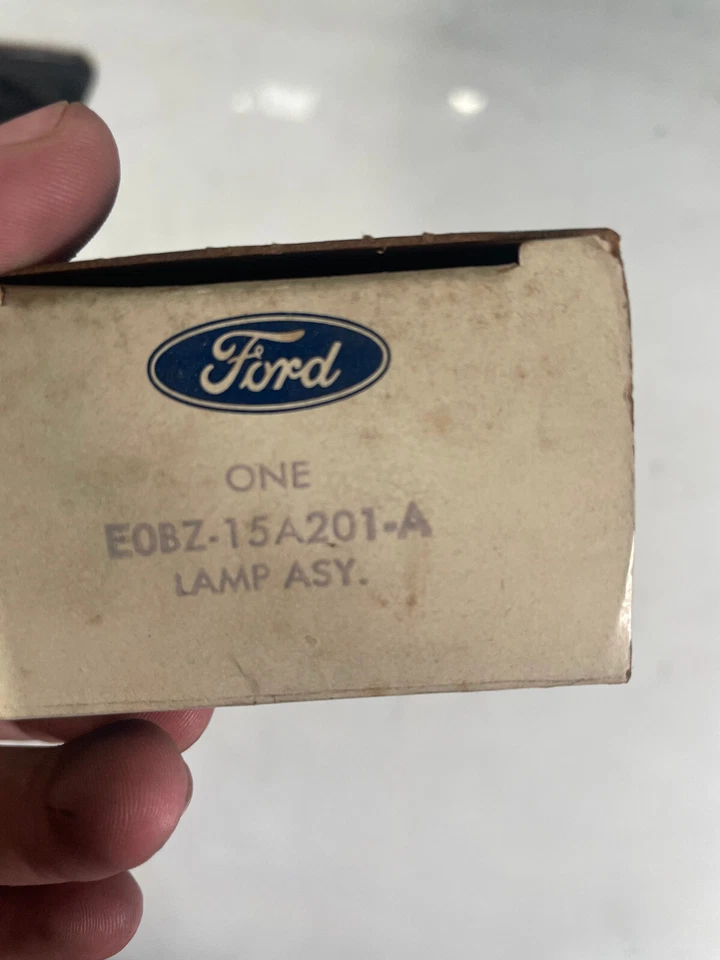 Ford
ONE
E0BZ-15A201-A
LAMP ASY.